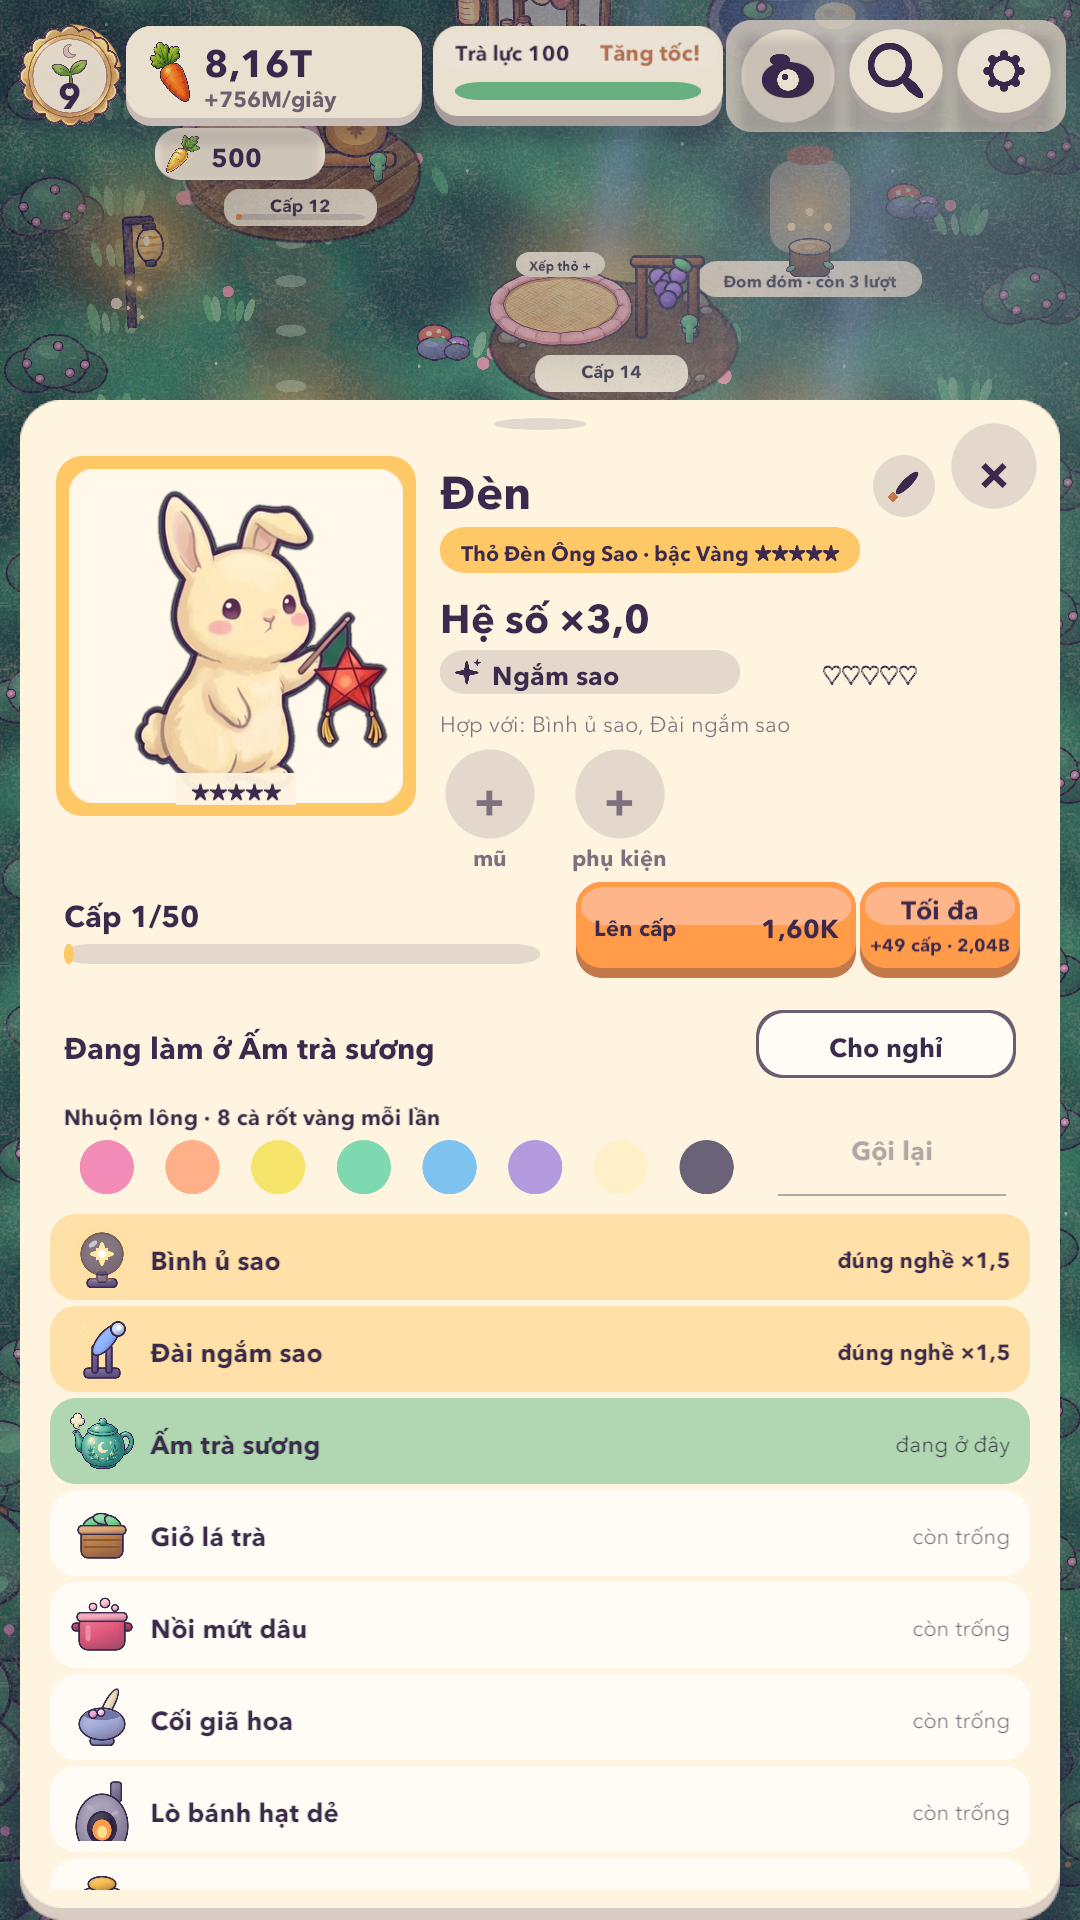 9
8,16T
+756M/giây
Trà lực 100
Tăng tốc!
500
Cấp 12
Xếp thỏ +
Đom đóm · còn 3 lượt
Cấp 14
Đèn
×
Thỏ Đèn Ông Sao · bậc Vàng ★★★★★
Hệ số ×3,0
Ngắm sao
♡♡♡♡♡
Hợp với: Bình ủ sao, Đài ngắm sao
★★★★★
+
+
mũ
phụ kiện
Cấp 1/50
Lên cấp
1,60K
Tối đa
+49 cấp · 2,04B
Đang làm ở Ấm trà sương
Cho nghỉ
Nhuộm lông · 8 cà rốt vàng mỗi lần
Gội lại
Bình ủ sao
đúng nghề ×1,5
Đài ngắm sao
đúng nghề ×1,5
Ấm trà sương
đang ở đây
Giỏ lá trà
còn trống
Nồi mứt dâu
còn trống
Cối giã hoa
còn trống
Lò bánh hạt dẻ
còn trống